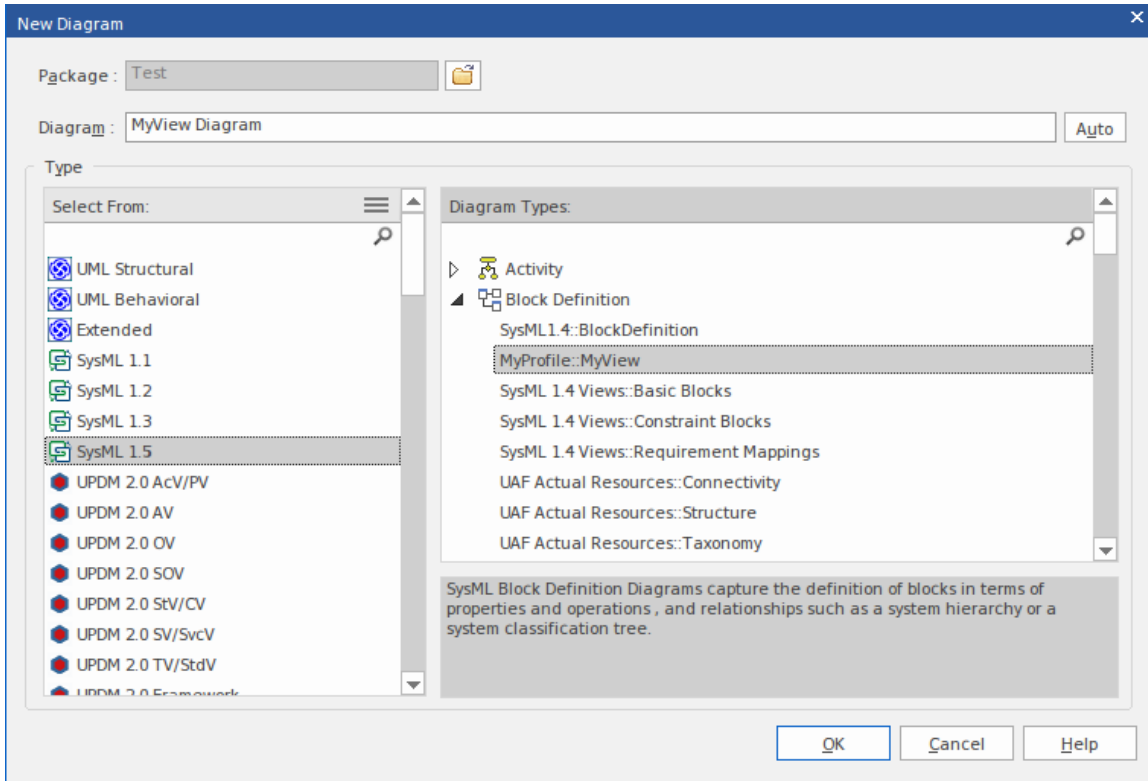 New Diagram
Package :
Test
Diagram :
MyView Diagram
Auto
Type
Select From:
UML Structural
UML Behavioral
Extended
SysML 1.1
SysML 1.2
SysML 1.3
SysML 1.5
UPDM 2.0 AcV/PV
UPDM 2.0 AV
UPDM 2.0 OV
UPDM 2.0 SOV
UPDM 2.0 StV/CV
UPDM 2.0 SV/SvcV
UPDM 2.0 TV/StdV
UPDM 2.0 Framework
Diagram Types:
Activity
Block Definition
SysML1.4::BlockDefinition
MyProfile::MyView
SysML 1.4 Views::Basic Blocks
SysML 1.4 Views::Constraint Blocks
SysML 1.4 Views::Requirement Mappings
UAF Actual Resources::Connectivity
UAF Actual Resources::Structure
UAF Actual Resources::Taxonomy
SysML Block Definition Diagrams capture the definition of blocks in terms of
properties and operations , and relationships such as a system hierarchy or a
system classification tree.
OK
Cancel
Help